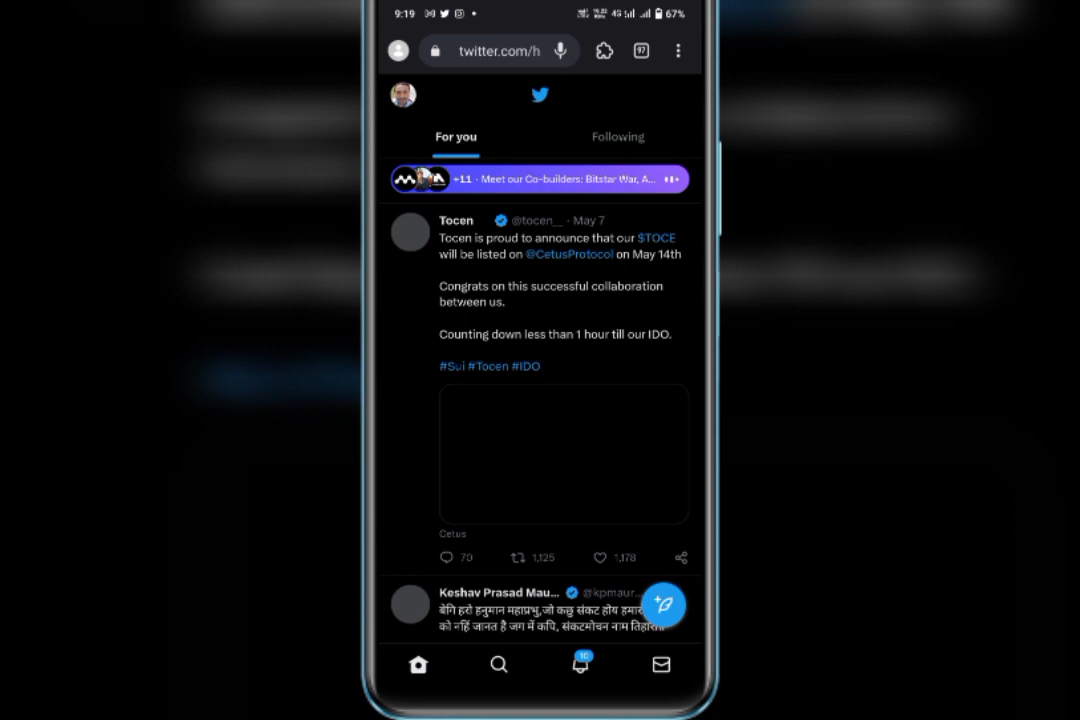 9:19
4G
67%
twitter.com/h
97
For you
Following
+11 · Meet our Co-builders: Bitstar War, A...
Tocen @tocen__ · May 7
Tocen is proud to announce that our $TOCE
will be listed on @CetusProtocol on May 14th
Congrats on this successful collaboration
between us.
Counting down less than 1 hour till our IDO.
#Sui #Tocen #IDO
Cetus
70 1,125 1,178
Keshav Prasad Mau... @kpmaur...
बेगि हरो हनुमान महाप्रभु,जो कछु संकट होय हमा
को नहिं जानत है जग में कपि, संकटमोचन नाम तिहारो
10